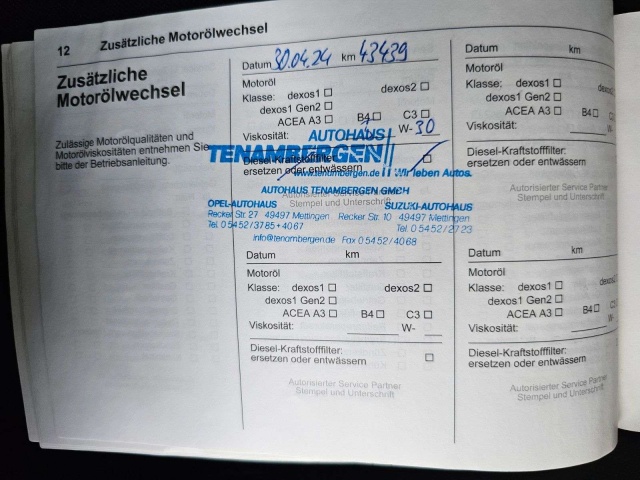 12 Zusätzliche Motorölwechsel
Zusätzliche
Motorölwechsel
Zulässige Motorölqualitäten und
Motorölviskositäten entnehmen Sie
bitte der Betriebsanleitung.
Datum 30.04.24 km 43439
Motoröl
Klasse: dexos1 ☐ dexos2 ☐
dexos1 Gen2 ☐
ACEA A3 ☐ B4 ☐ C3 ☐
Viskosität: W-30
AUTOHAUS
TENAMBERGEN
Diesel-Kraftstofffilter: ☐
ersetzen oder entwässern
www.tenambergen.de Wir leben Autos.
AUTOHAUS TENAMBERGEN GMBH
Autorisierter Service Partner
Stempel und Unterschrift
OPEL-AUTOHAUS SUZUKI-AUTOHAUS
Recker Str. 27 49497 Mettingen Recker Str. 10 49497 Mettingen
Tel. 05452/3785+4067 Tel. 05452/2723
info@tenambergen.de Fax 05452/4068
Datum km
Motoröl
Klasse: dexos1 ☐ dexos2 ☐
dexos1 Gen2 ☐
ACEA A3 ☐ B4 ☐ C3 ☐
Viskosität: W-
Diesel-Kraftstofffilter: ☐
ersetzen oder entwässern
Autorisierter Service Partner
Stempel und Unterschrift
Datum km
Motoröl
Klasse: dexos1 ☐
dexos1 Gen2 ☐
ACEA A3 ☐ B4
Viskosität:
Diesel-Kraftstofffilter:
ersetzen oder entwässern
Autorisierter Service Partner
Stempel und Unterschrift
Datum km
Motoröl
Klasse: dexos1 ☐
dexos1 Gen2 ☐
ACEA A3 ☐ B4 ☐
Viskosität:
Diesel-Kraftstofffilter:
ersetzen oder entwässern
Autorisierter Service Partner
Stempel und Unterschrift